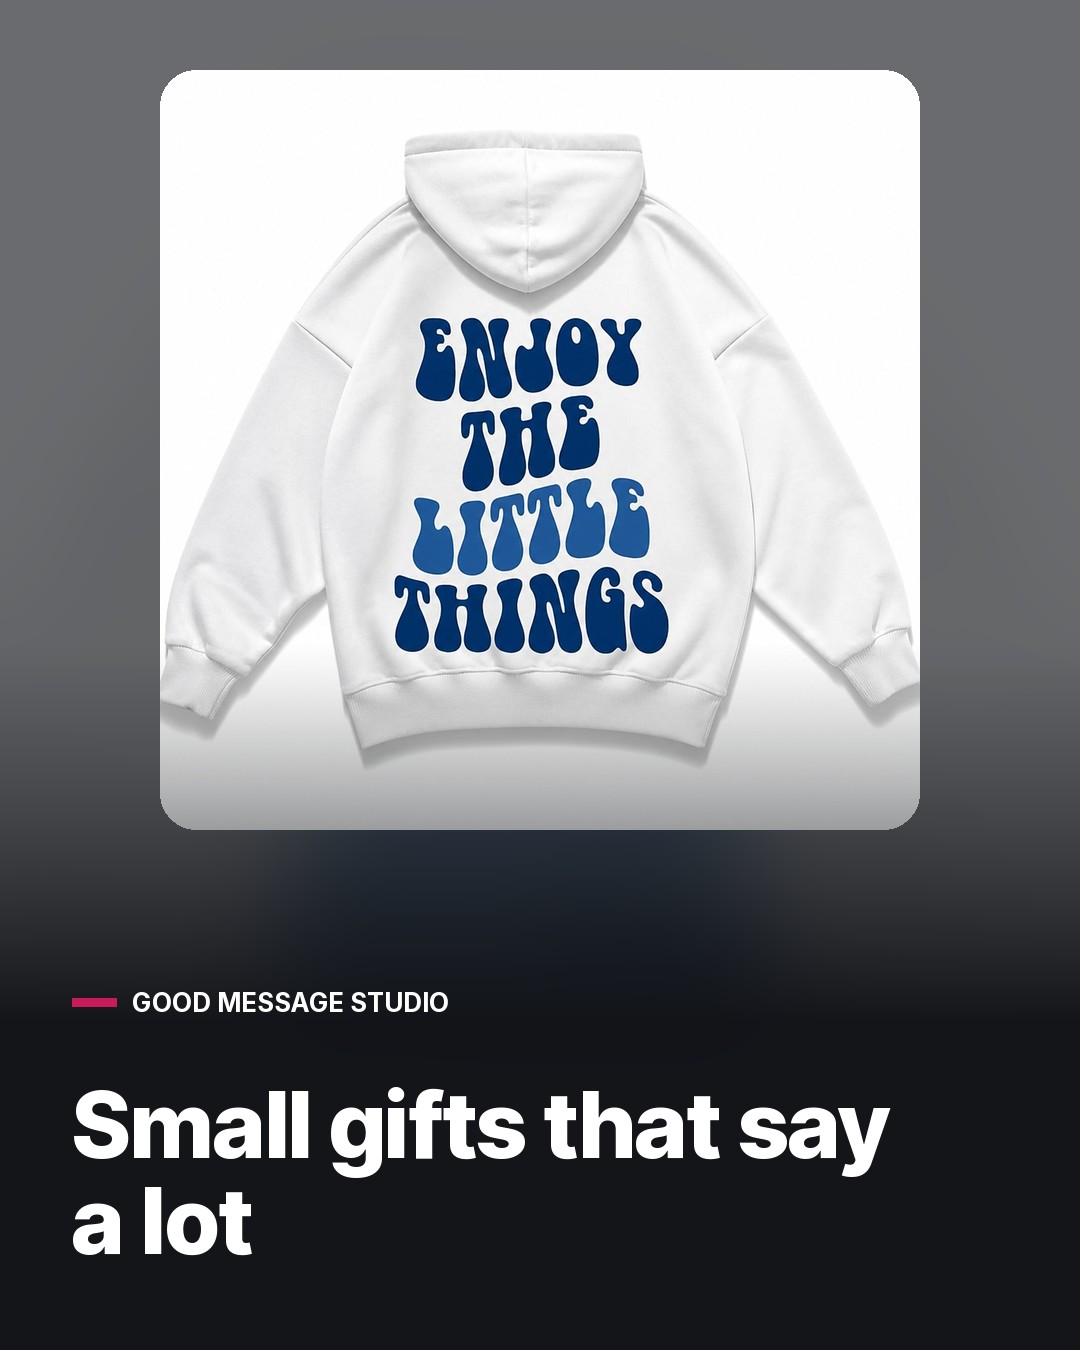 ENJOY
THE
LITTLE
THINGS
GOOD MESSAGE STUDIO
Small gifts that say
a lot